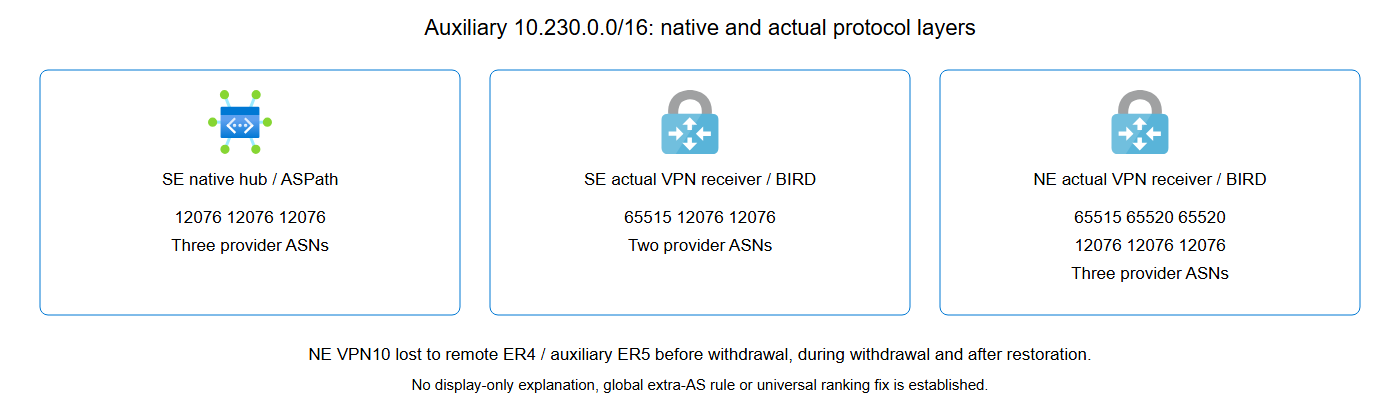 Auxiliary 10.230.0.0/16: native and actual protocol layers
SE native hub / ASPath
12076 12076 12076
Three provider ASNs
SE actual VPN receiver / BIRD
65515 12076 12076
Two provider ASNs
NE actual VPN receiver / BIRD
65515 65520 65520
12076 12076 12076
Three provider ASNs
NE VPN10 lost to remote ER4 / auxiliary ER5 before withdrawal, during withdrawal and after restoration.
No display-only explanation, global extra-AS rule or universal ranking fix is established.